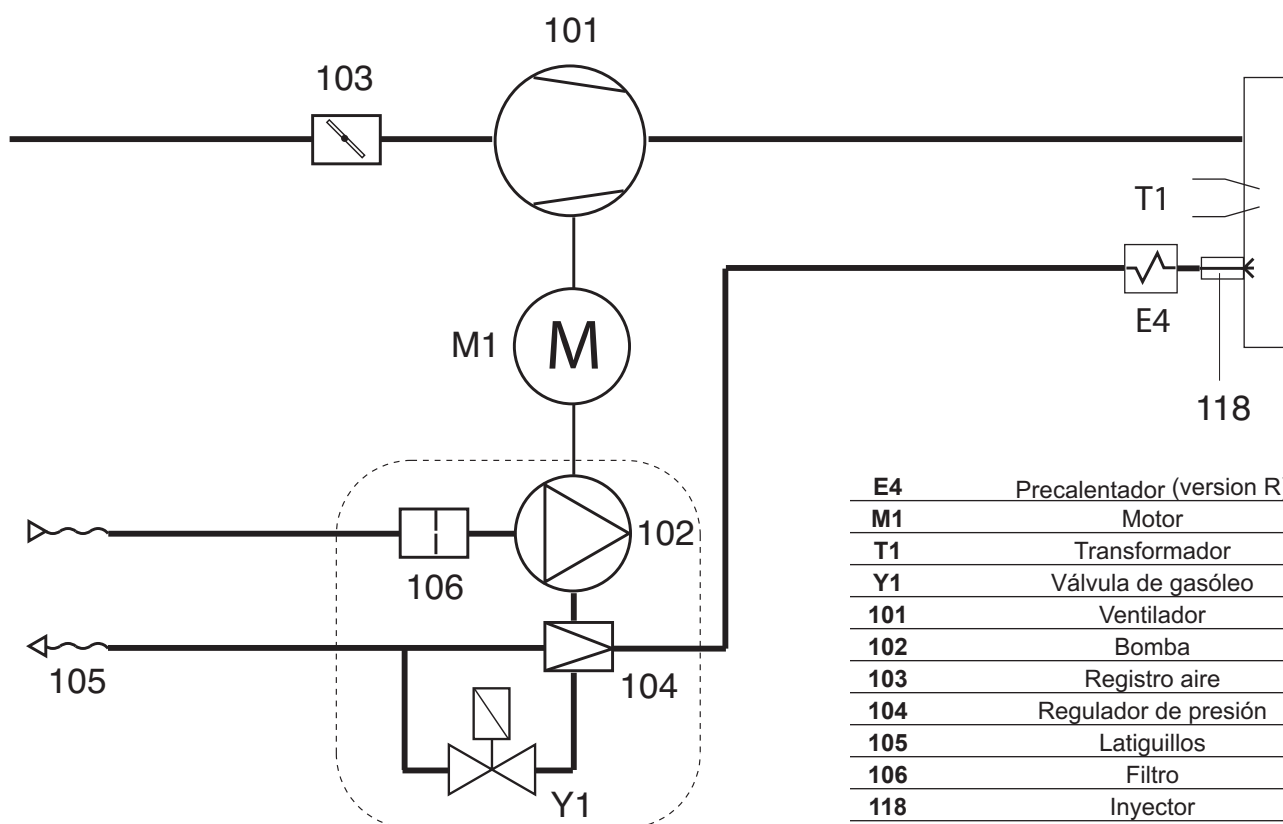 101
103
T1
E4
M1
M
118
102
106
105
104
Y1
E4 Precalentador (version R
M1 Motor
T1 Transformador
Y1 Válvula de gasóleo
101 Ventilador
102 Bomba
103 Registro aire
104 Regulador de presión
105 Latiguillos
106 Filtro
118 Inyector